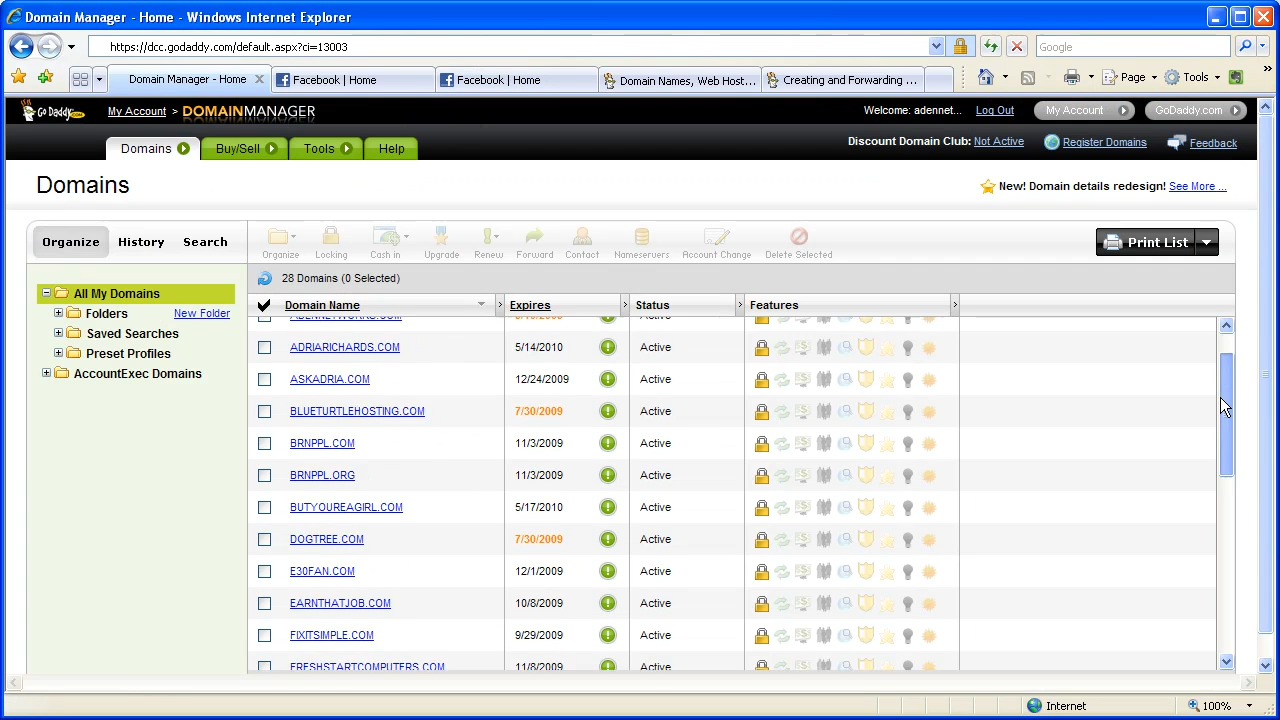 Domain Manager - Home - Windows Internet Explorer
https://dcc.godaddy.com/default.aspx?ci=13003
Google
Domain Manager - Home
Facebook | Home
Facebook | Home
Domain Names, Web Host...
Creating and Forwarding ...
Page
Tools
Go Daddy.com
My Account > DOMAINMANAGER
Welcome: adennet...
Log Out
My Account
GoDaddy.com
Domains
Buy/Sell
Tools
Help
Discount Domain Club: Not Active
Register Domains
Feedback
Domains
New! Domain details redesign! See More ...
Organize
History
Search
Organize
Locking
Cash in
Upgrade
Renew
Forward
Contact
Nameservers
Account Change
Delete Selected
Print List
28 Domains (0 Selected)
All My Domains
Folders
New Folder
Saved Searches
Preset Profiles
AccountExec Domains
Domain Name
Expires
Status
Features
ADRIARICHARDS.COM 5/14/2010 Active
ASKADRIA.COM 12/24/2009 Active
BLUETURTLEHOSTING.COM 7/30/2009 Active
BRNPPL.COM 11/3/2009 Active
BRNPPL.ORG 11/3/2009 Active
BUTYOUREAGIRL.COM 5/17/2010 Active
DOGTREE.COM 7/30/2009 Active
E30FAN.COM 12/1/2009 Active
EARNTHATJOB.COM 10/8/2009 Active
FIXITSIMPLE.COM 9/29/2009 Active
FRESHSTARTCOMPUTERS.COM 11/8/2009 Active
Internet
100%